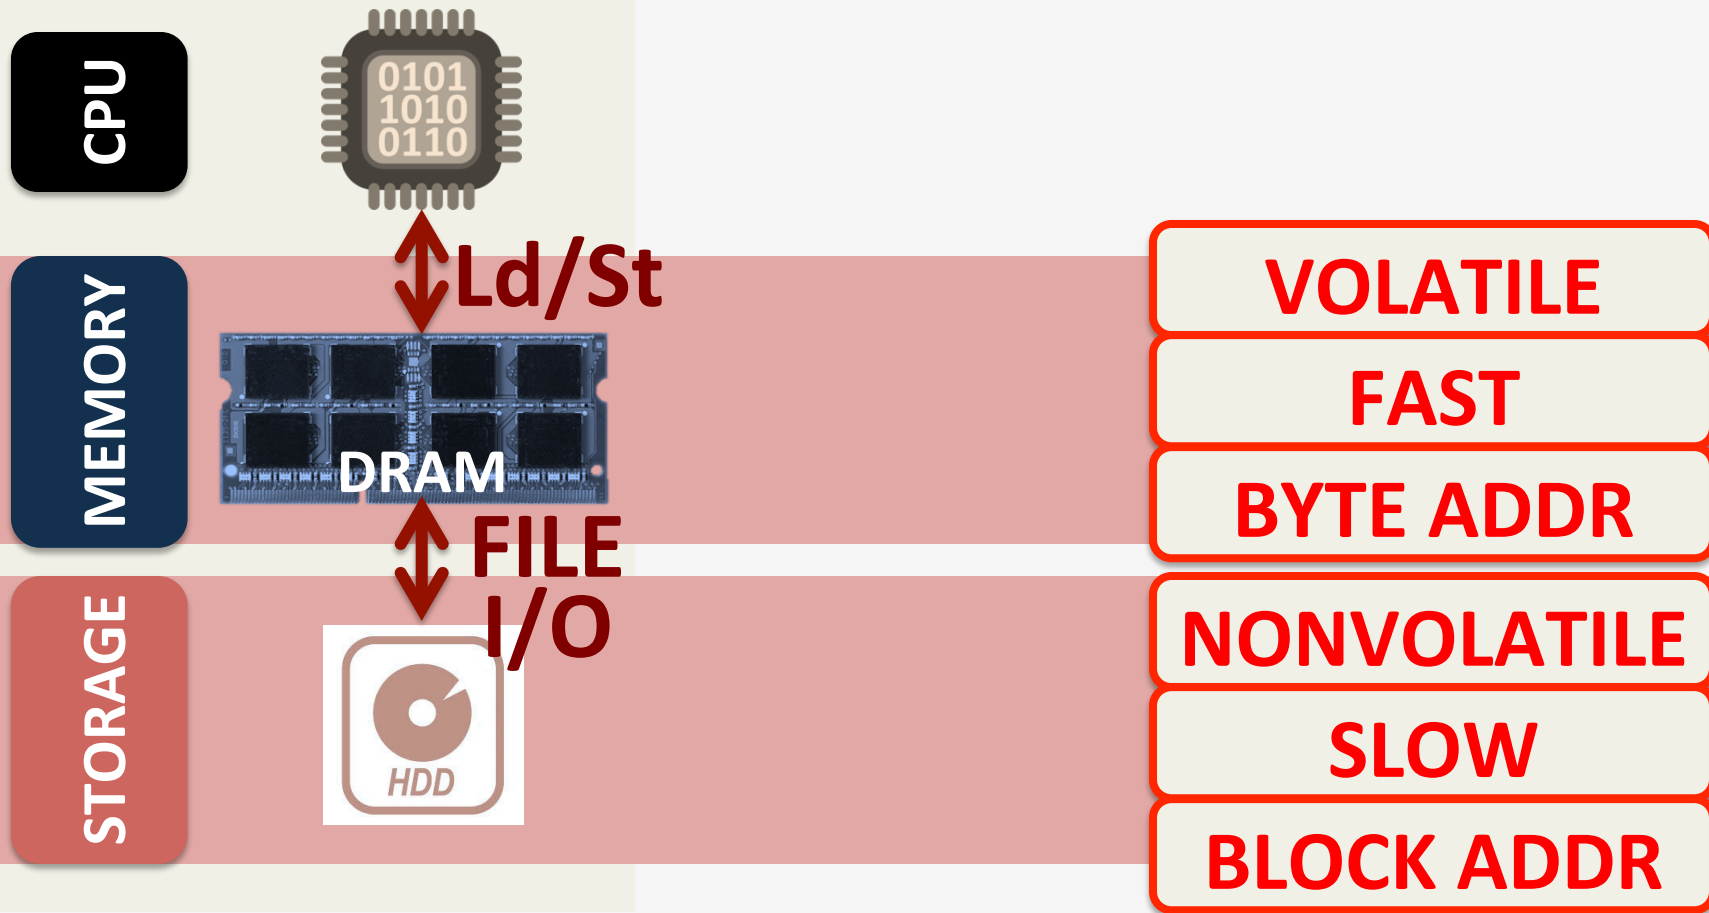 CPU
0101
1010
0110
Ld/St
MEMORY
DRAM
VOLATILE
FAST
BYTE ADDR
FILE
I/O
STORAGE
HDD
NONVOLATILE
SLOW
BLOCK ADDR